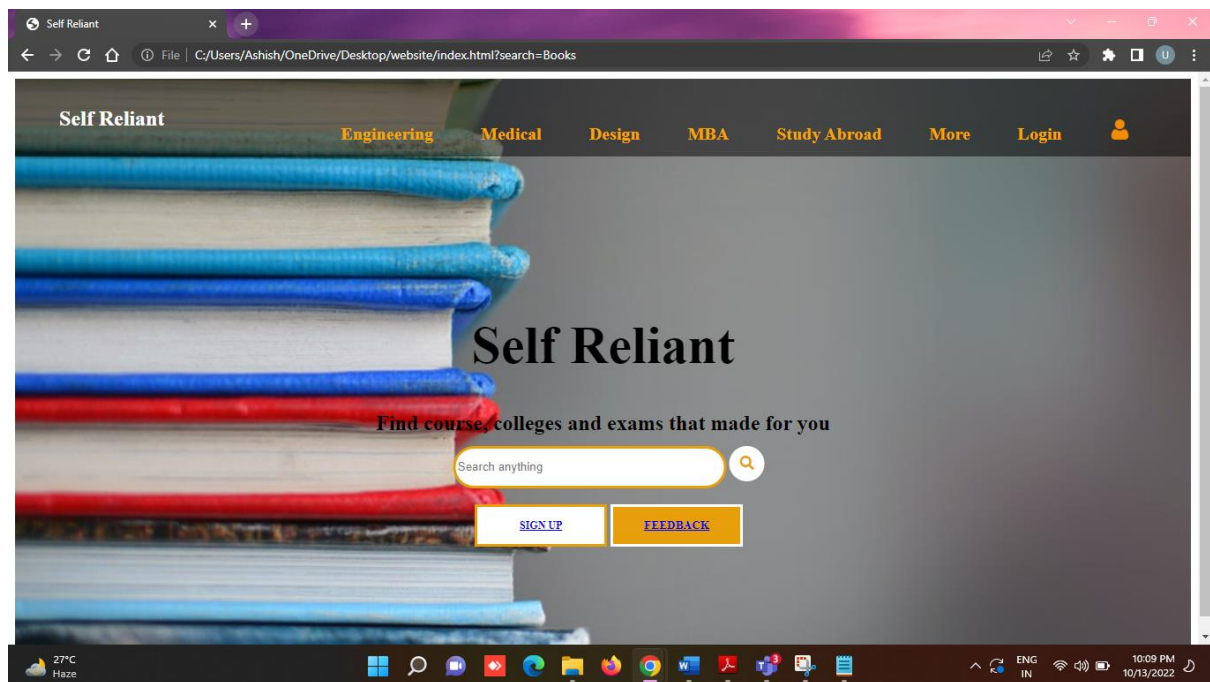 Self Reliant
File | C:/Users/Ashish/OneDrive/Desktop/website/index.html?search=Books
U
Self Reliant
Engineering Medical Design MBA Study Abroad More Login
Self Reliant
Find course, colleges and exams that made for you
Search anything
SIGN UP FEEDBACK
27°C
Haze
3
ENG
IN
10:09 PM
10/13/2022